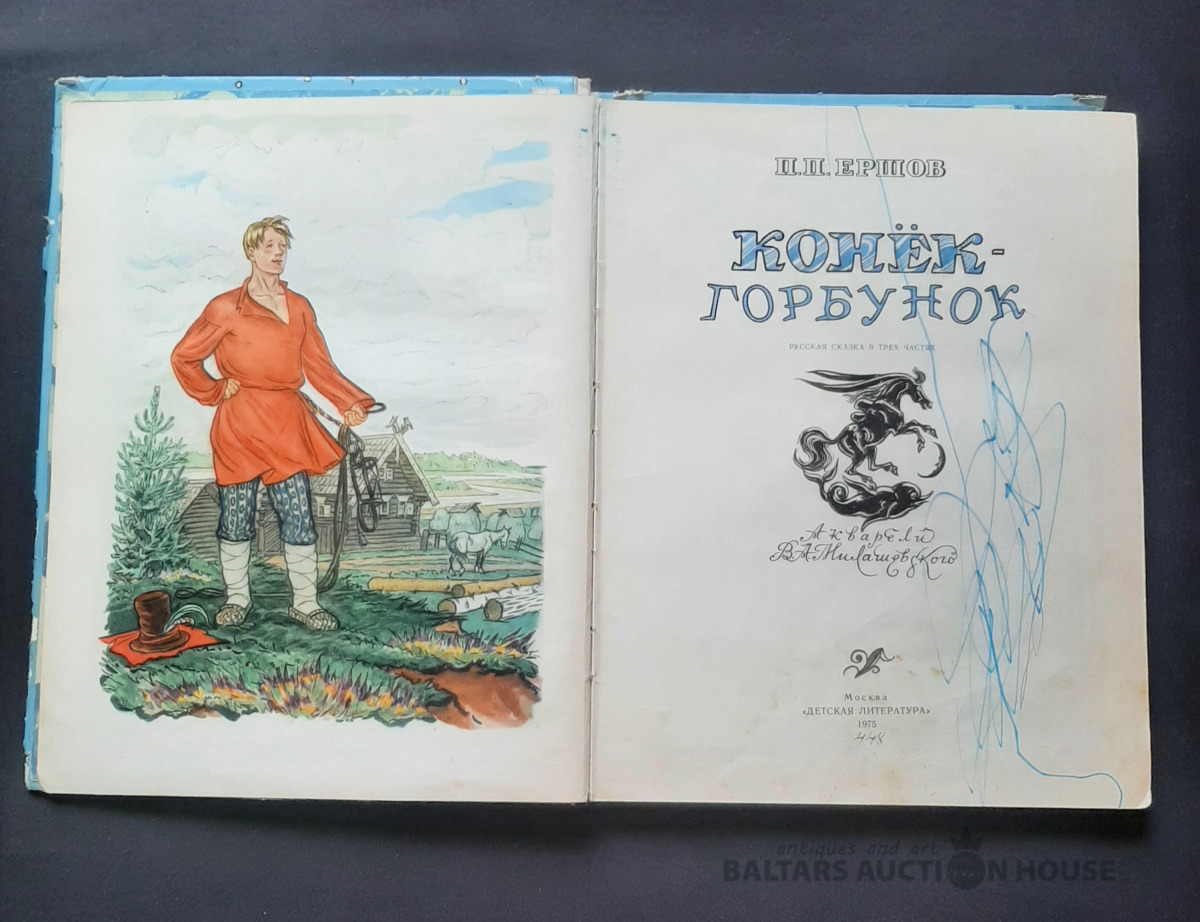 П.П. ЕРШОВ
КОНЁК-
ГОРБУНОК
РУССКАЯ СКАЗКА В ТРЕХ ЧАСТЯХ
Акварели
В.А.Милашевского
Москва
«ДЕТСКАЯ ЛИТЕРАТУРА»
1975
448
antiques and art
BALTARS AUCTION HOUSE